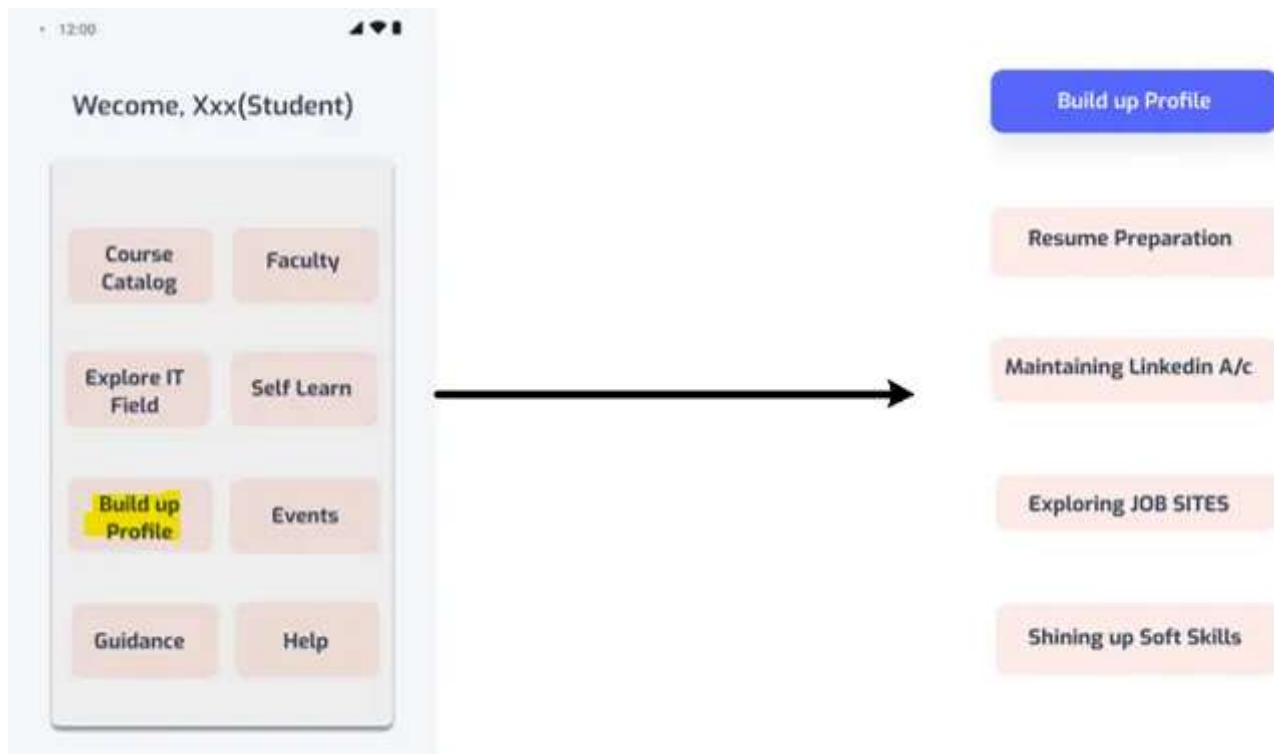 12:00
Wecome, Xxx(Student)
Course
Catalog
Faculty
Explore IT
Field
Self Learn
Build up
Profile
Events
Guidance
Help
Build up Profile
Resume Preparation
Maintaining Linkedin A/c
Exploring JOB SITES
Shining up Soft Skills